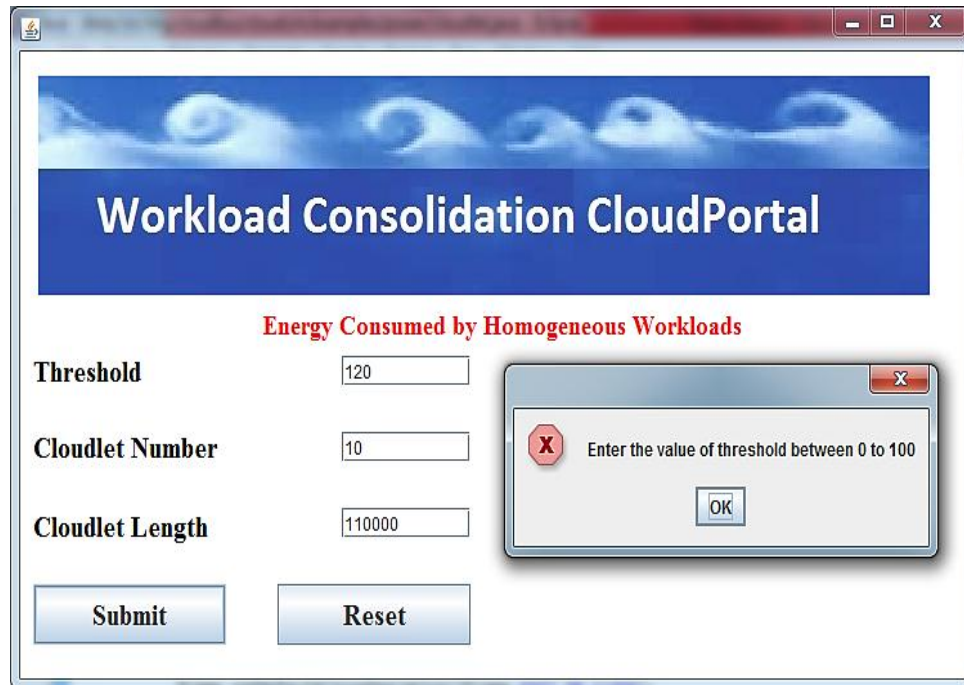 Workload Consolidation CloudPortal
Energy Consumed by Homogeneous Workloads
Threshold 120
Cloudlet Number 10
Cloudlet Length 110000
Submit Reset
X
X
Enter the value of threshold between 0 to 100
OK